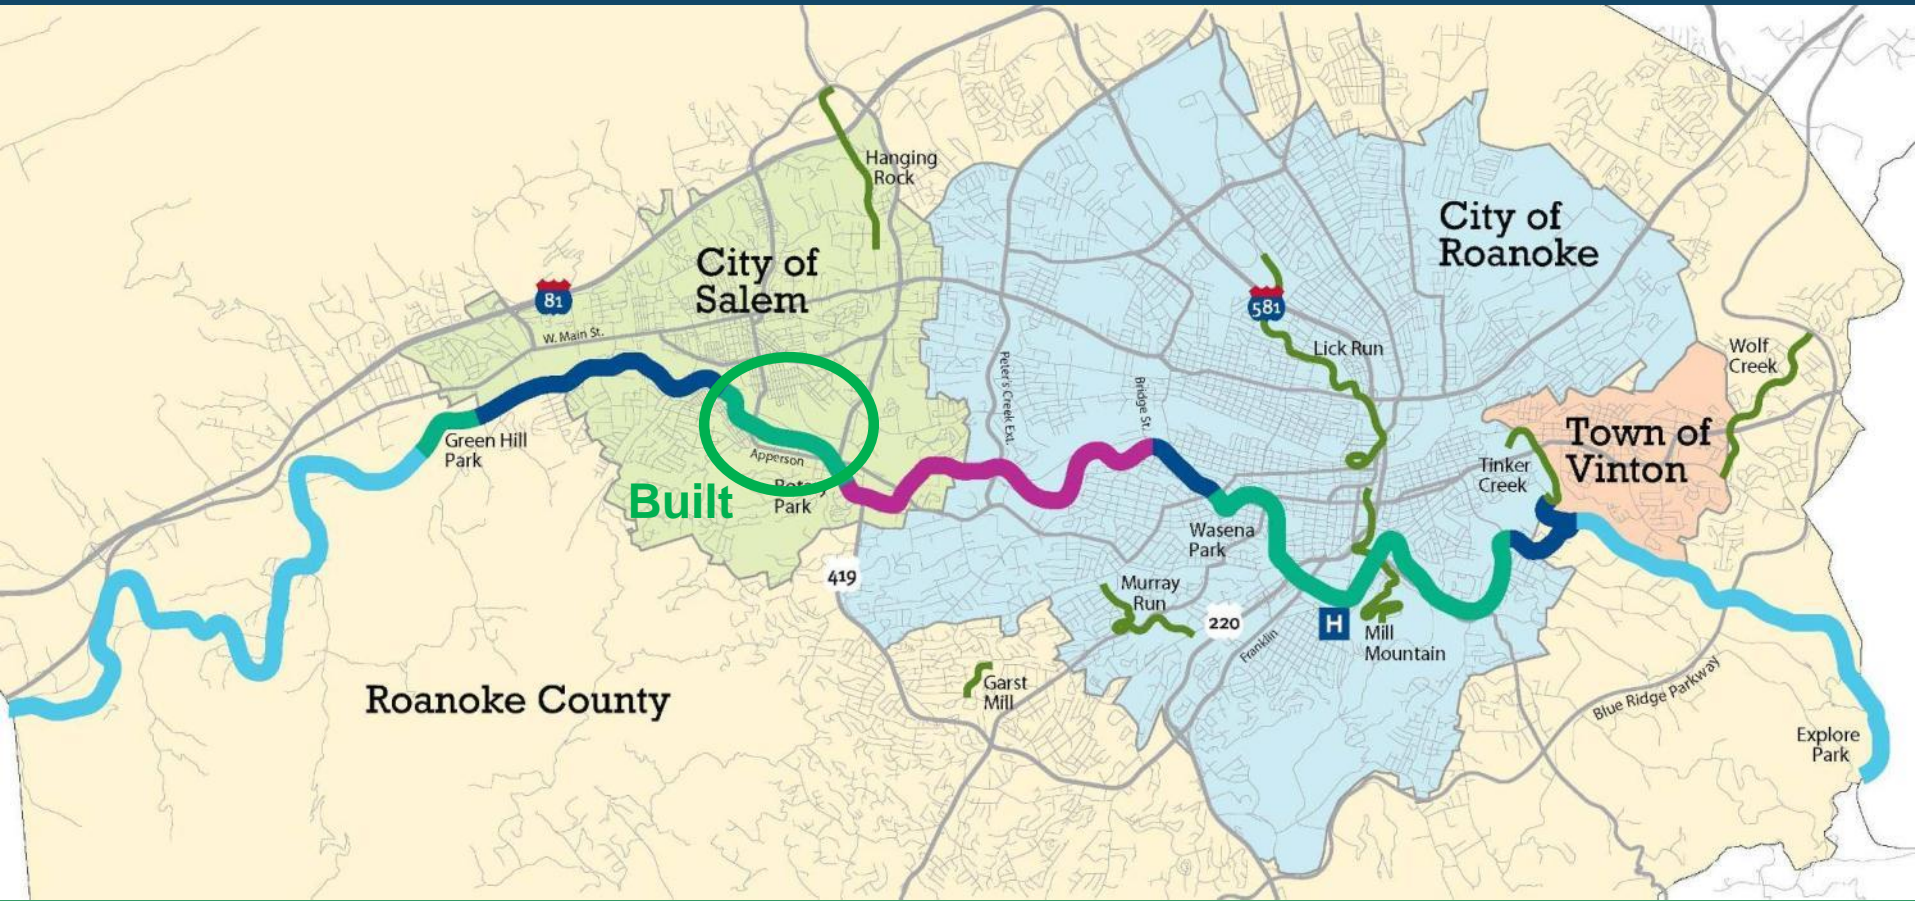 Hanging
Rock
City of
Salem
City of
Roanoke
81
581
W. Main St.
Lick Run
Wolf
Creek
Peter's Creek Ext.
Bridge St.
Green Hill
Park
Apperson
Built
Park
Town of
Vinton
Tinker
Creek
Wasena
Park
419
Murray
Run
220
H
Franklin
Mill
Mountain
Garst
Mill
Roanoke County
Blue Ridge Parkway
Explore
Park